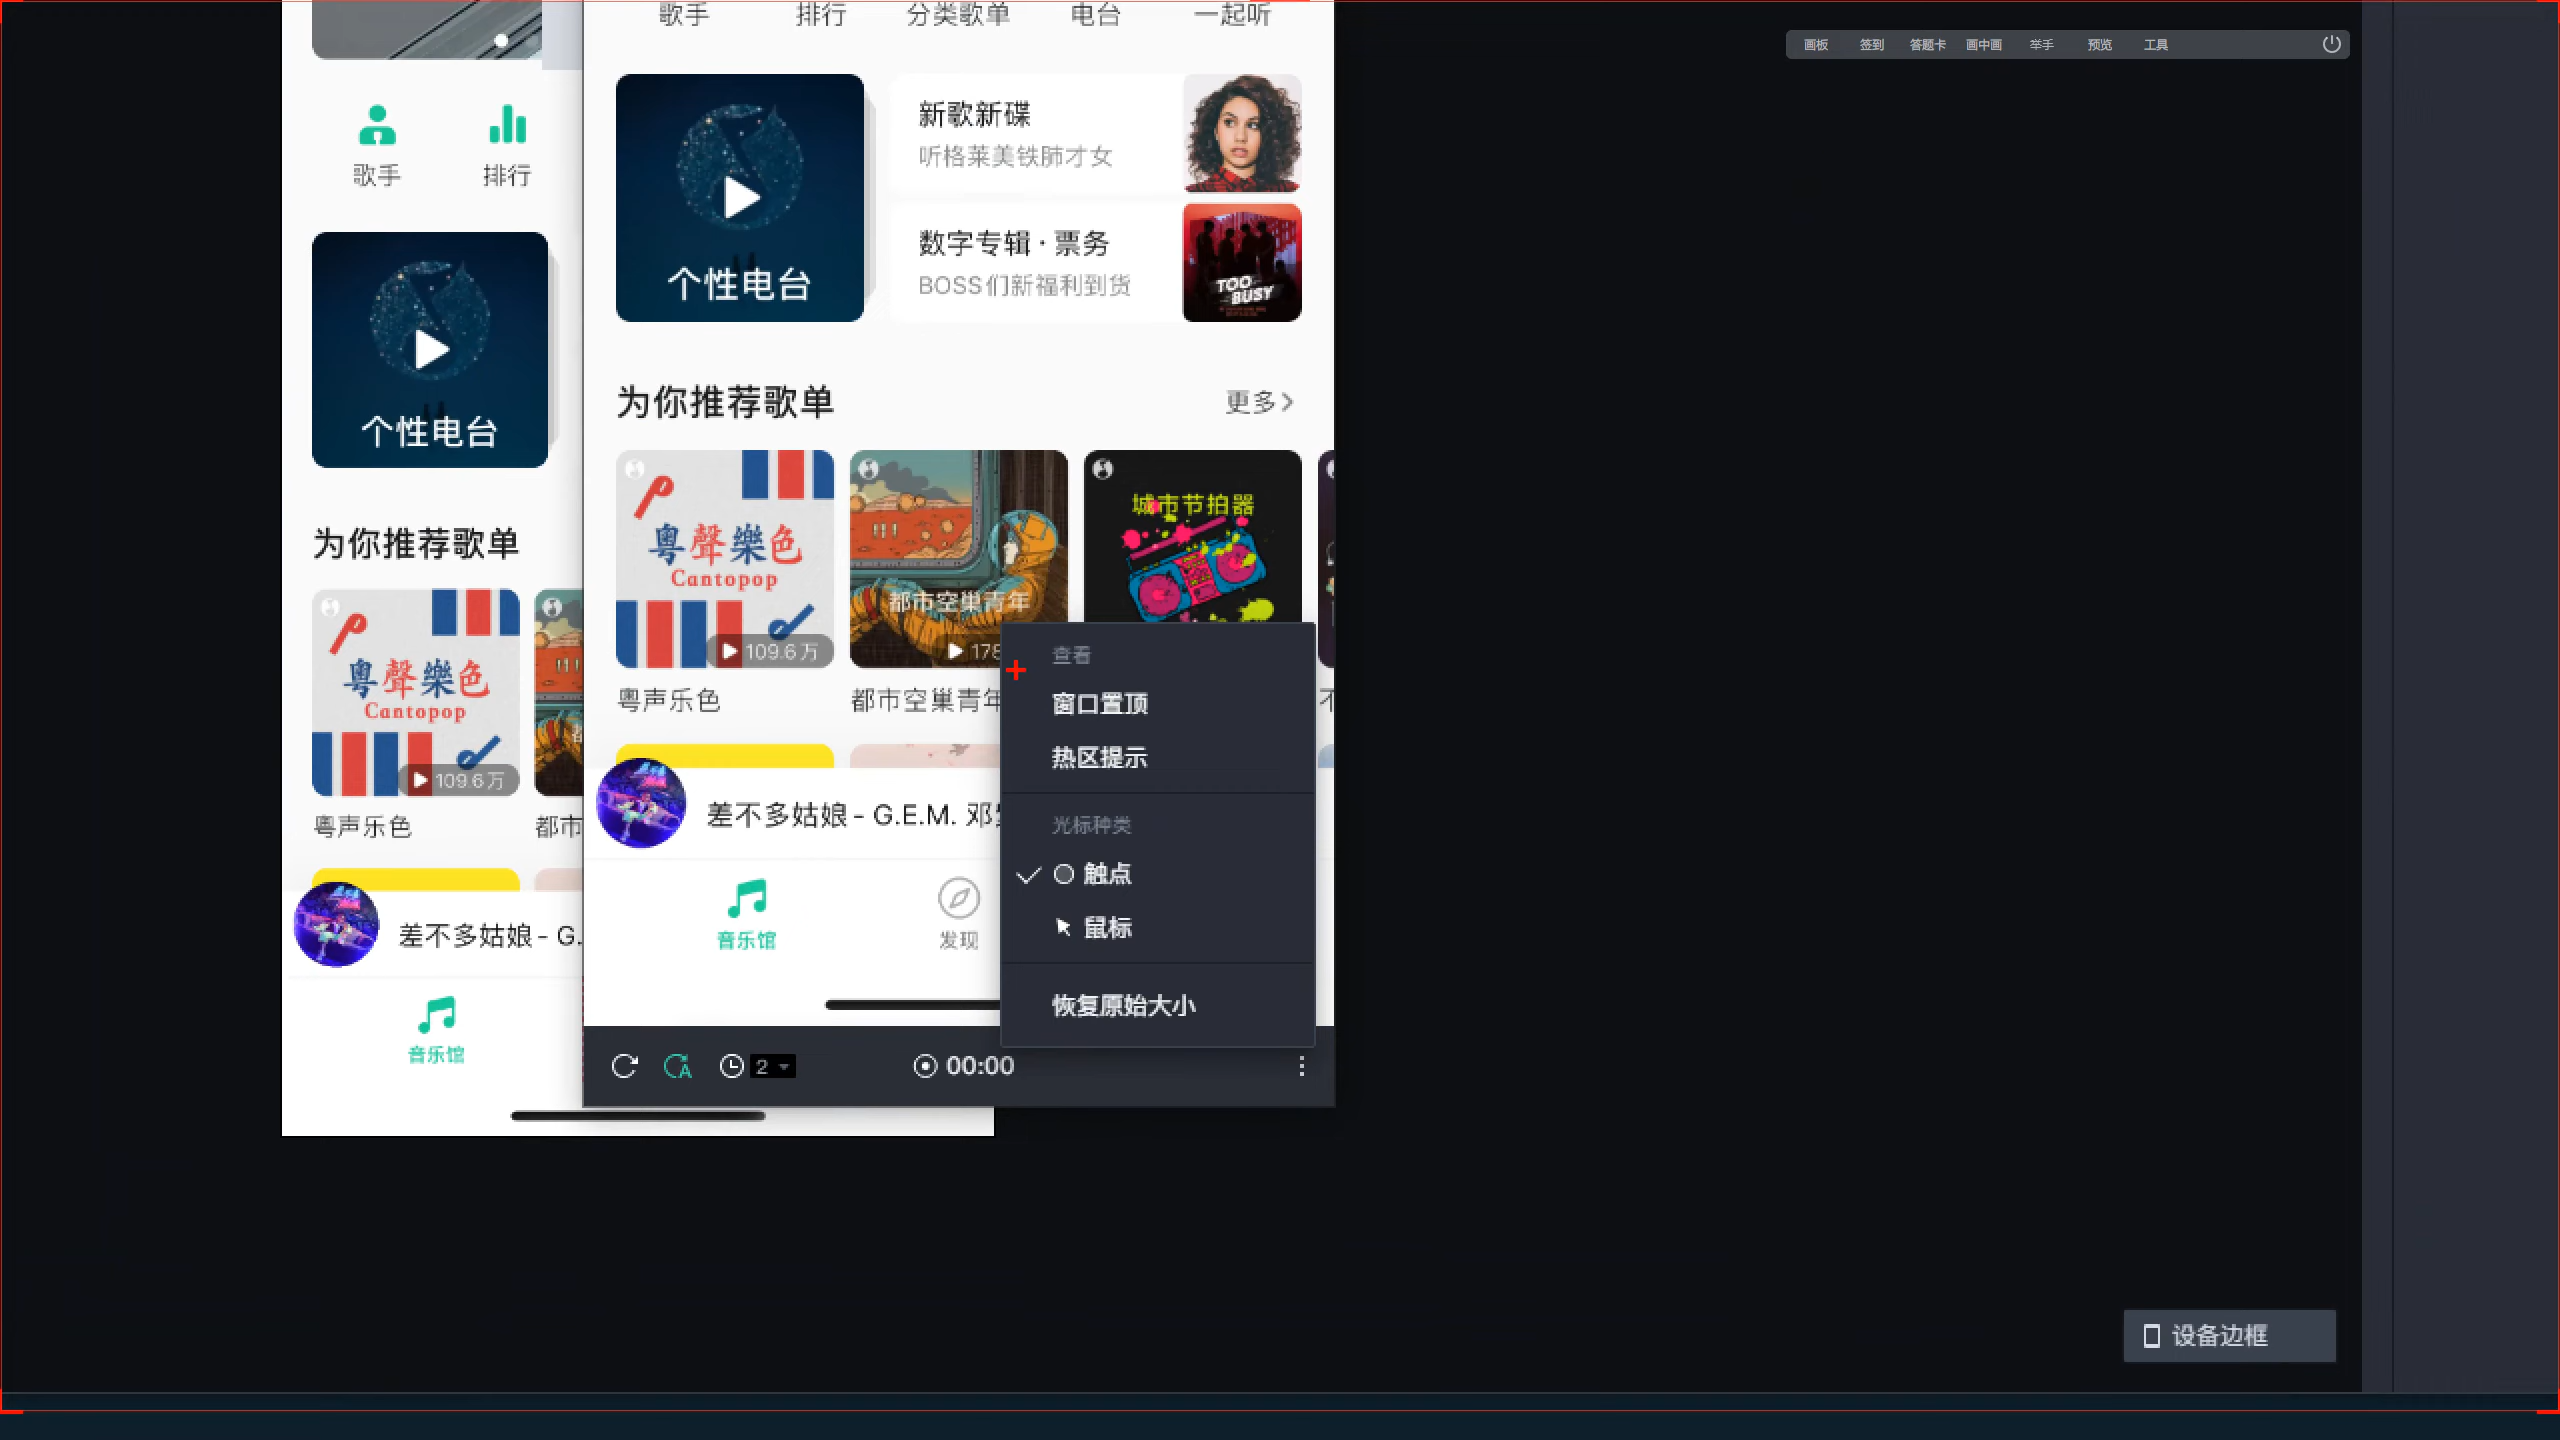 画板 签到 答题卡 画中画 举手 预览 工具
歌手 排行
个性电台
为你推荐歌单
粤聲樂色
Cantopop
109.6万
粤声乐色
都市
差不多姑娘 - G.
音乐馆
歌手 排行 分类歌单 电台 一起听
个性电台
新歌新碟
听格莱美铁肺才女
数字专辑 · 票务
BOSS们新福利到货
TOO
BUSY
为你推荐歌单 更多
粤聲樂色
Cantopop
109.6万
粤声乐色
都市空巢青年
178
都市空巢青年
城市节拍器
差不多姑娘 - G.E.M. 邓
音乐馆
发现
查看
窗口置顶
热区提示
光标种类
触点
鼠标
恢复原始大小
A 2 00:00
设备边框